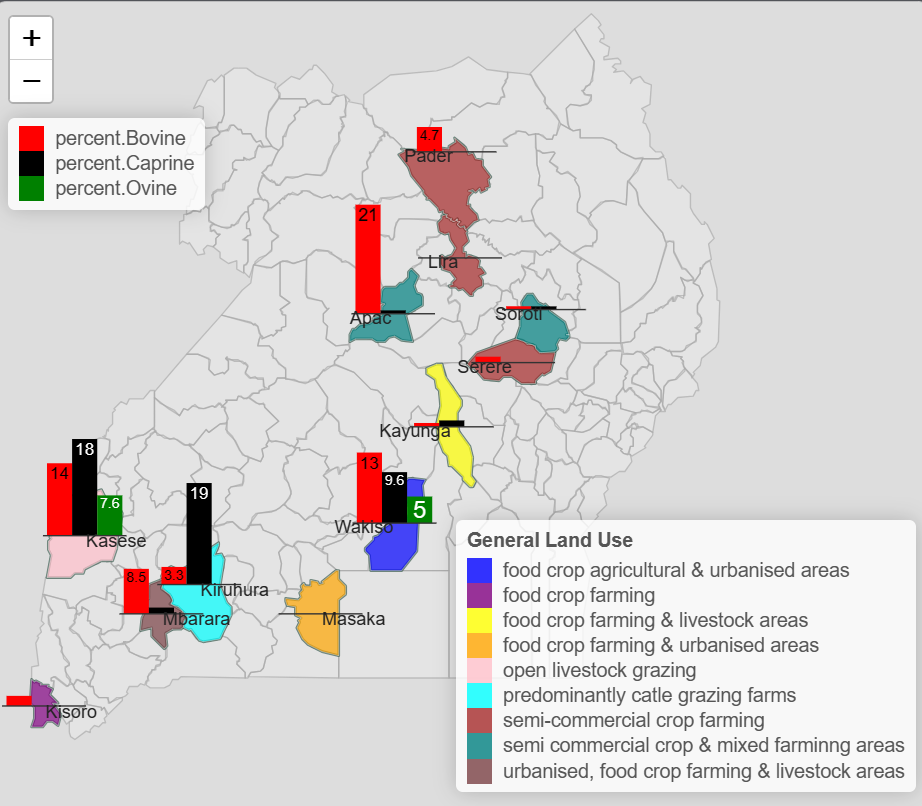 +
−
percent.Bovine
percent.Caprine
percent.Ovine
4.7
Pader
21
Lira
Apac
Soroti
Serere
Kayunga
18
14
7.6
Kasese
13
9.6
5
Wakiso
19
8.5
3.3
Kiruhura
Mbarara
Masaka
Kisoro
General Land Use
food crop agricultural & urbanised areas
food crop farming
food crop farming & livestock areas
food crop farming & urbanised areas
open livestock grazing
predominantly catle grazing farms
semi-commercial crop farming
semi commercial crop & mixed farminng areas
urbanised, food crop farming & livestock areas